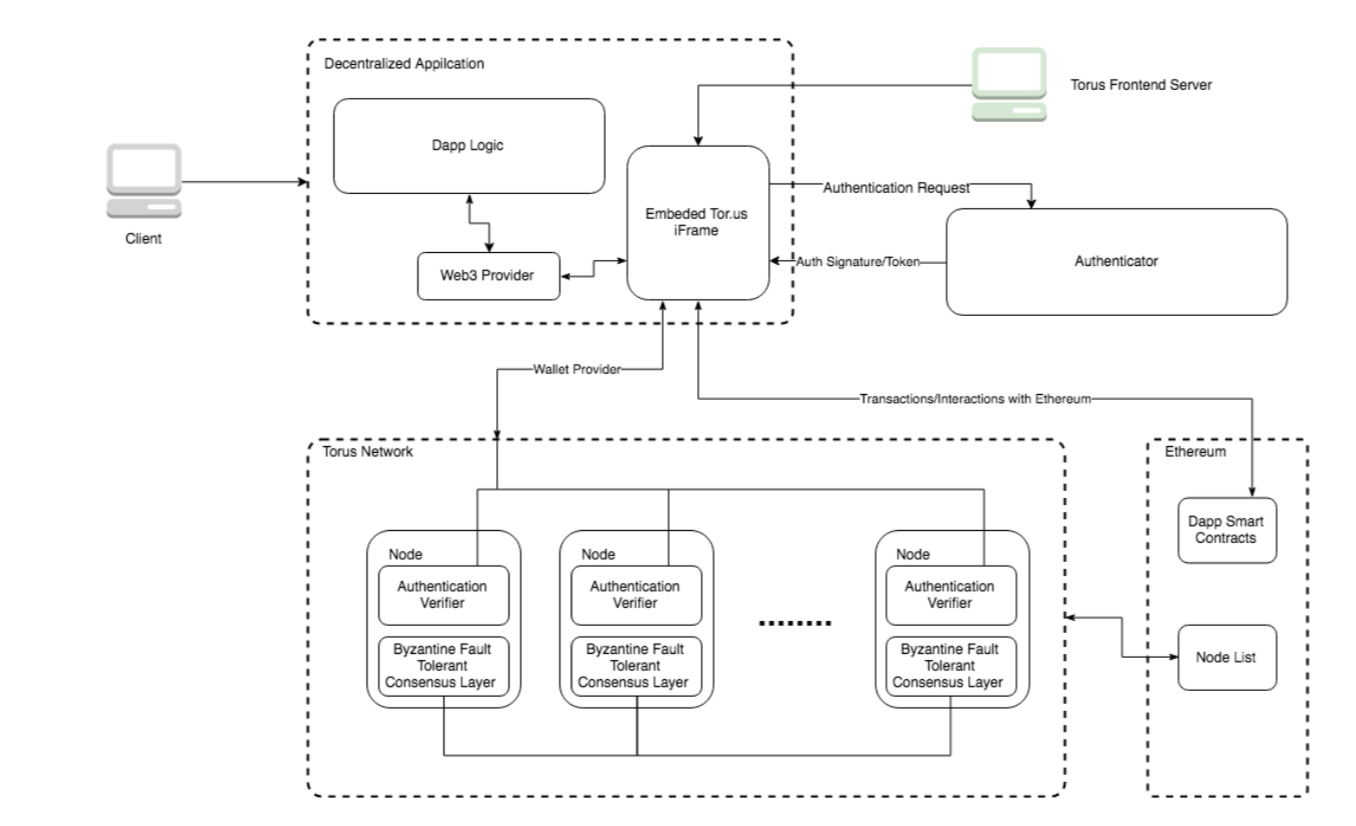 Decentralized Appilcation
Torus Frontend Server
Dapp Logic
Client
Embeded Tor.us
iFrame
Authentication Request
Web3 Provider
Auth Signature/Token
Authenticator
Wallet Provider
Transactions/Interactions with Ethereum
Torus Network
Ethereum
Dapp Smart
Contracts
Node
Authentication
Verifier
Byzantine Fault
Tolerant
Consensus Layer
Node
Authentication
Verifier
Byzantine Fault
Tolerant
Consensus Layer
Node
Authentication
Verifier
Byzantine Fault
Tolerant
Consensus Layer
Node List